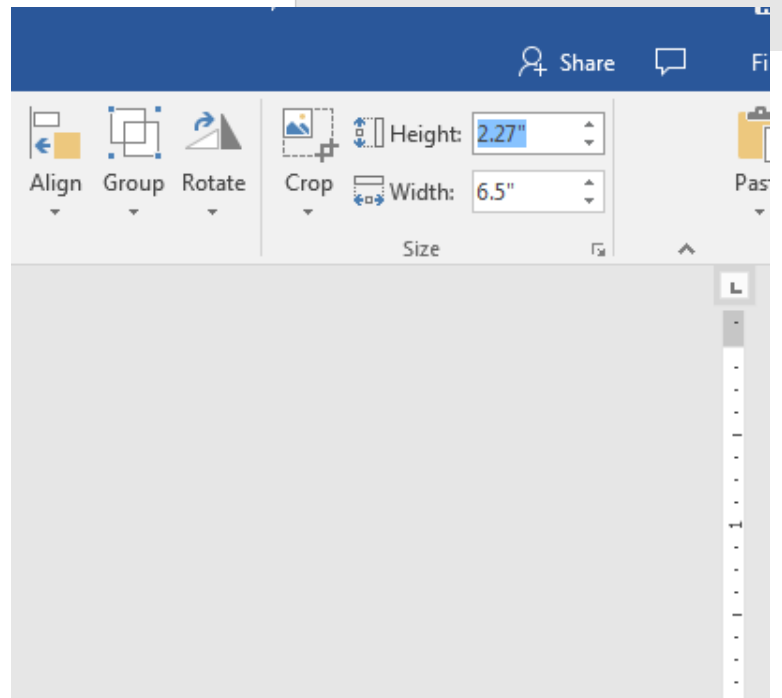 Share
Fi
Height: 2.27"
Align Group Rotate Crop Width: 6.5"
Pas
Size
L
1